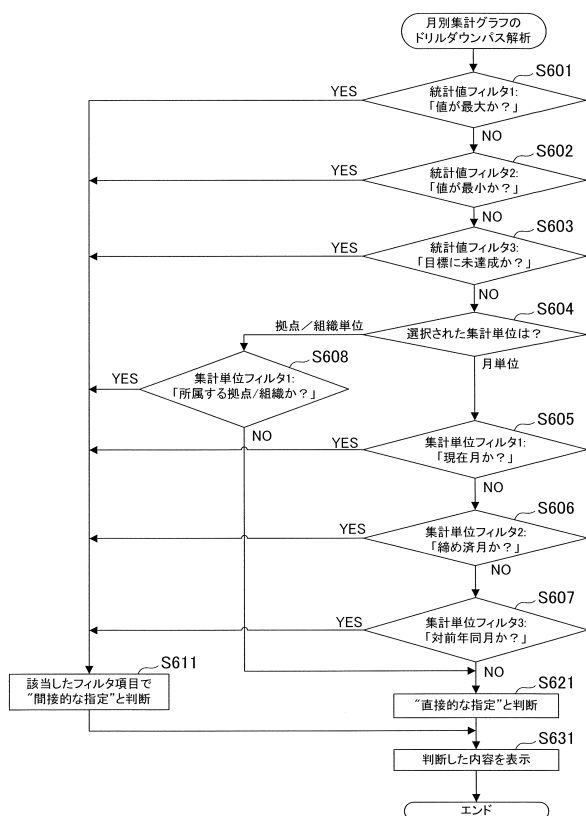 月別集計グラフの
ドリルダウンパス解析
S601
統計値フィルタ1:
「値が最大か？」
YES
NO
S602
統計値フィルタ2:
「値が最小か？」
YES
NO
S603
統計値フィルタ3:
「目標に未達成か？」
YES
NO
S604
選択された集計単位は？
拠点／組織単位
月単位
S608
集計単位フィルタ1:
「所属する拠点/組織か？」
YES
NO
S605
集計単位フィルタ1:
「現在月か？」
YES
NO
S606
集計単位フィルタ2:
「締め済月か？」
YES
NO
S607
集計単位フィルタ3:
「対前年同月か？」
YES
NO
S611
該当したフィルタ項目で
"間接的な指定"と判断
S621
"直接的な指定"と判断
S631
判断した内容を表示
エンド